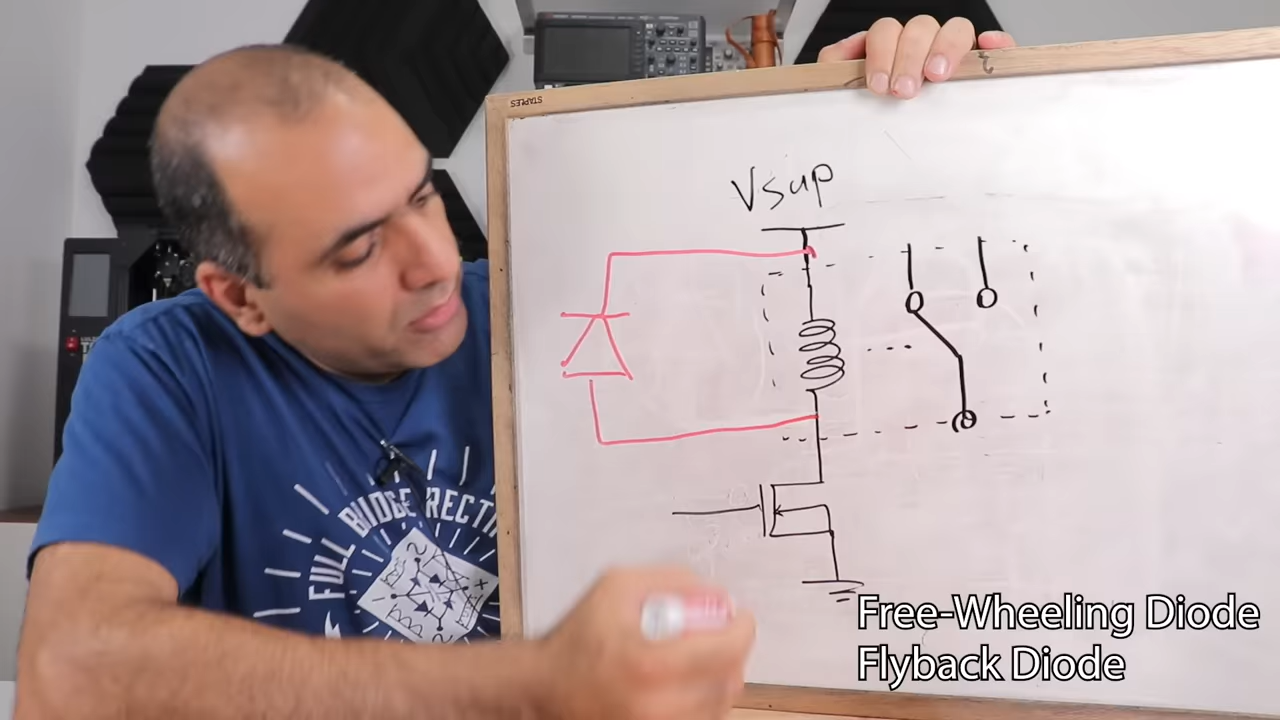 STAPLES
Vsup
FULL BRIDGE RECTI
Free-Wheeling Diode
Flyback Diode